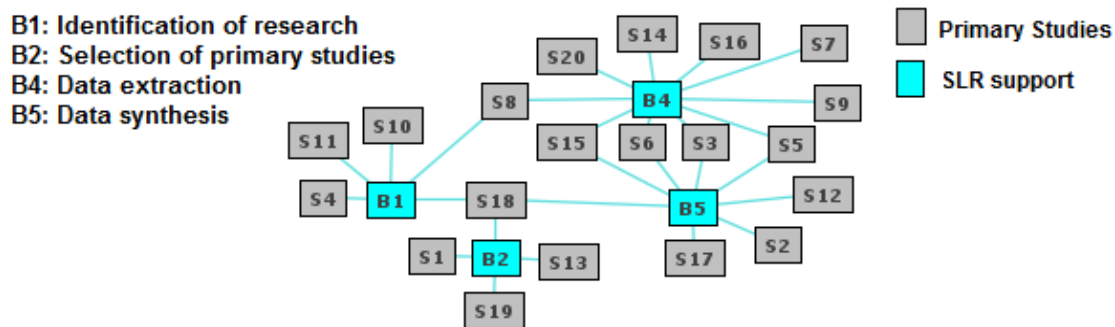 B1: Identification of research
B2: Selection of primary studies
B4: Data extraction
B5: Data synthesis
Primary Studies
SLR support
S14
S16
S7
S20
S8
B4
S9
S11
S10
S15
S6
S3
S5
S4
B1
S18
B5
S12
S1
B2
S13
S17
S2
S19